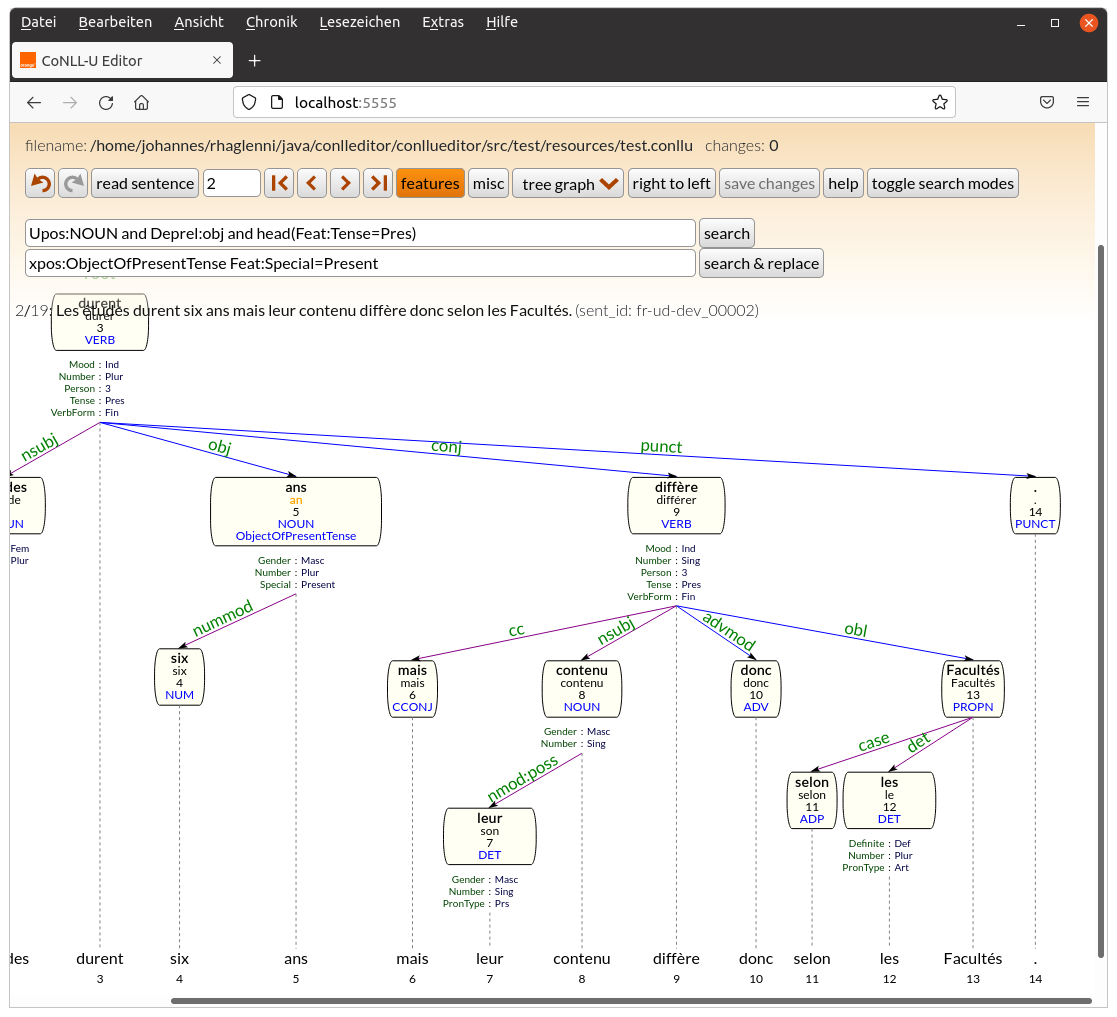 Datei Bearbeiten Ansicht Chronik Lesezeichen Extras Hilfe
CoNLL-U Editor
localhost:5555
filename: /home/johannes/rhaglenni/java/conlleditor/conllueditor/src/test/resources/test.conllu changes: 0
read sentence 2 features misc tree graph right to left save changes help toggle search modes
Upos:NOUN and Deprel:obj and head(Feat:Tense=Pres) search
xpos:ObjectOfPresentTense Feat:Special=Present search & replace
durent
2/19: Les études durent six ans mais leur contenu diffère donc selon les Facultés. (sent_id: fr-ud-dev_00002)
durer
3
VERB
Mood : Ind
Number : Plur
Person : 3
Tense : Pres
VerbForm : Fin
nsubj obj conj punct
des ans diffère .
de an différer .
5 9 14
UN NOUN VERB PUNCT
ObjectOfPresentTense
Fem Mood : Ind
Plur Gender : Masc Number : Sing
Number : Plur Person : 3
Special : Present Tense : Pres
VerbForm : Fin
nummod cc nsubj advmod obl
six
six
4
NUM
mais contenu donc Facultés
mais contenu donc Facultés
6 8 10 13
CCONJ NOUN ADV PROPN
Gender : Masc
Number : Sing
nmod:poss case det
selon les
selon le
11 12
ADP DET
leur
son
7
DET
Definite : Def
Number : Plur
PronType : Art
Gender : Masc
Number : Sing
PronType : Prs
des durent six ans mais leur contenu diffère donc selon les Facultés .
3 4 5 6 7 8 9 10 11 12 13 14